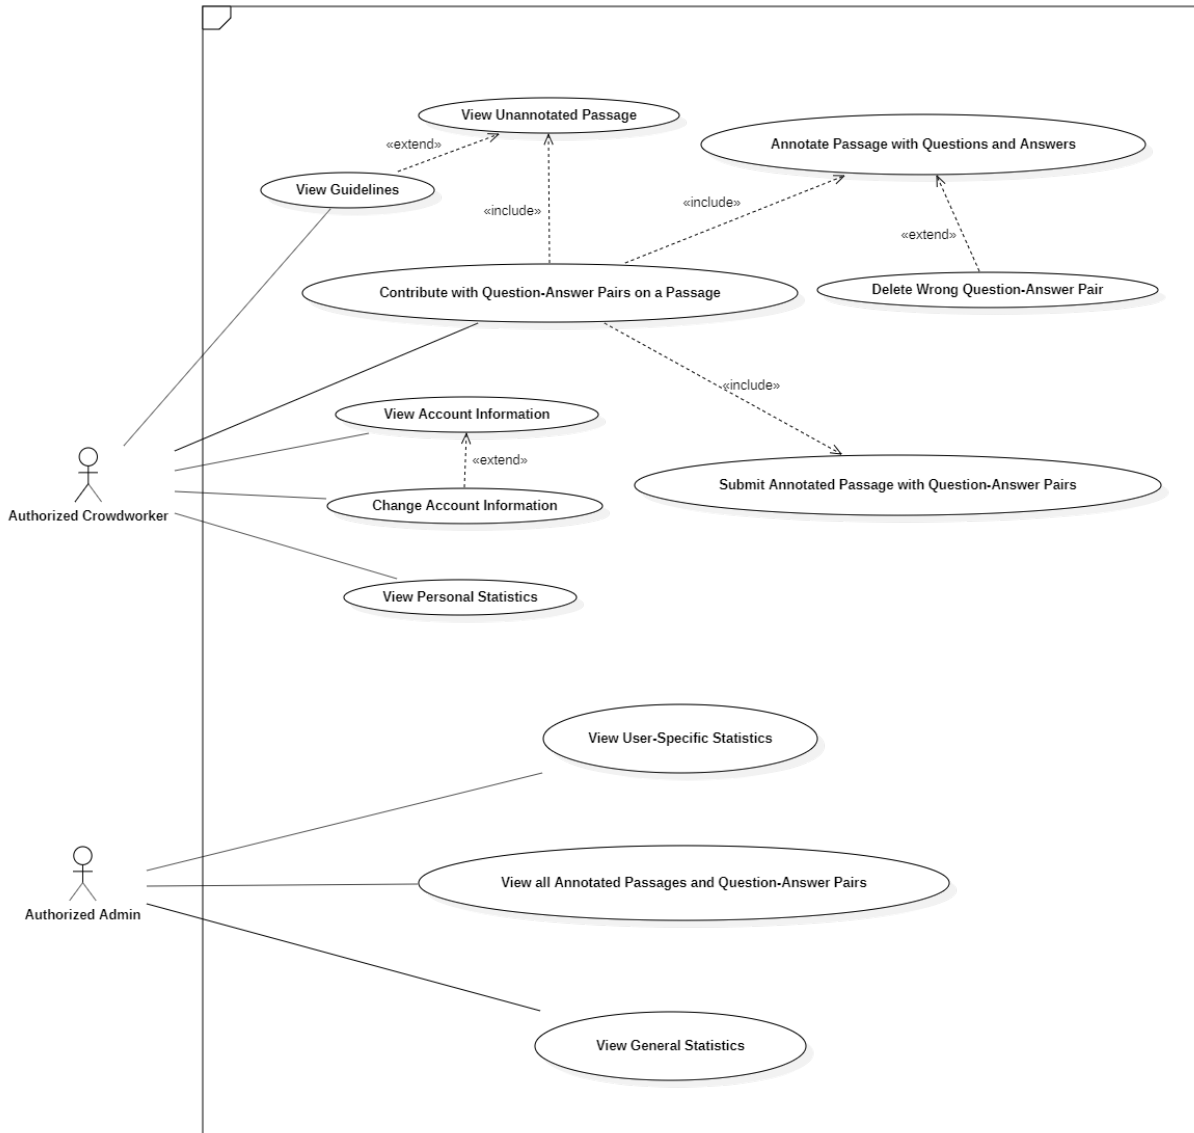 View Unannotated Passage
Annotate Passage with Questions and Answers
«extend»
View Guidelines
«include»
«include»
«extend»
Contribute with Question-Answer Pairs on a Passage
Delete Wrong Question-Answer Pair
«include»
View Account Information
«extend»
Submit Annotated Passage with Question-Answer Pairs
Change Account Information
Authorized Crowdworker
View Personal Statistics
View User-Specific Statistics
View all Annotated Passages and Question-Answer Pairs
Authorized Admin
View General Statistics